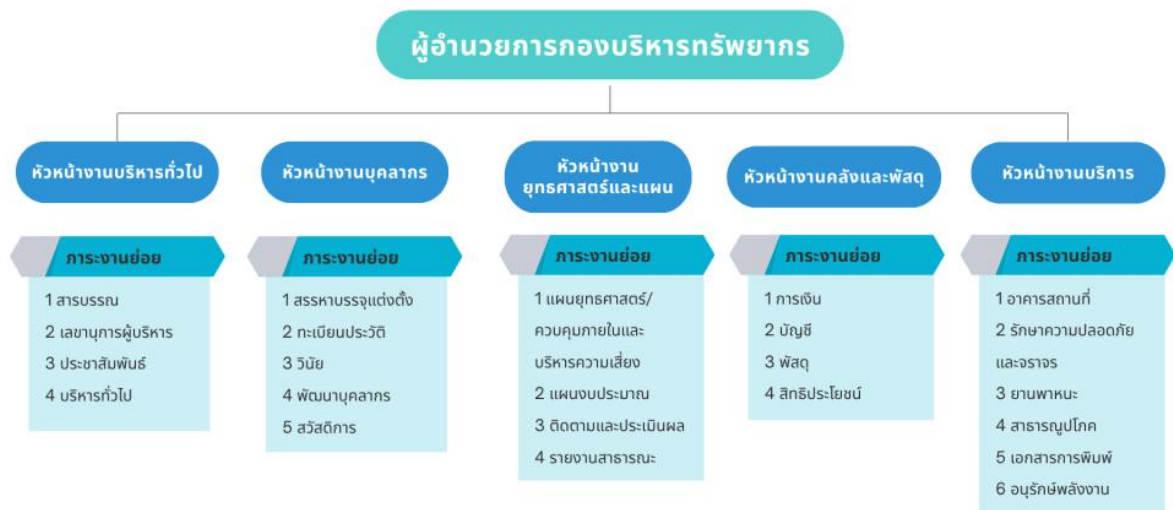 ผู้อำนวยการกองบริหารทรัพยากร
หัวหน้างานบริหารทั่วไป
ภาระงานย่อย
1 สารบรรณ
2 เลขานุการผู้บริหาร
3 ประชาสัมพันธ์
4 บริหารทั่วไป
หัวหน้างานบุคลากร
ภาระงานย่อย
1 สรรหาบรรจุแต่งตั้ง
2 ทะเบียนประวัติ
3 วินัย
4 พัฒนาบุคลากร
5 สวัสดิการ
หัวหน้างาน
ยุทธศาสตร์และแผน
ภาระงานย่อย
1 แผนยุทธศาสตร์/
ควบคุมภายในและ
บริหารความเสี่ยง
2 แผนงบประมาณ
3 ติดตามและประเมินผล
4 รายงานสาธารณะ
หัวหน้างานคลังและพัสดุ
ภาระงานย่อย
1 การเงิน
2 บัญชี
3 พัสดุ
4 สิทธิประโยชน์
หัวหน้างานบริการ
ภาระงานย่อย
1 อาคารสถานที่
2 รักษาความปลอดภัย
และจราจร
3 ยานพาหนะ
4 สาธารณูปโภค
5 เอกสารการพิมพ์
6 อนุรักษ์พลังงาน